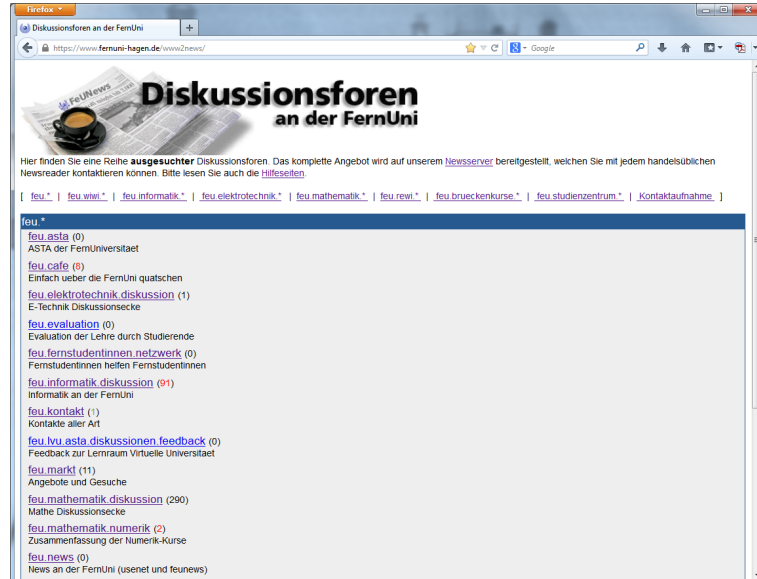 Firefox
Diskussionsforen an der FernUni
https://www.fernuni-hagen.de/www2news/
Google
FeUNews
Diskussionsforen
an der FernUni
Hier finden Sie eine Reihe ausgesuchter Diskussionsforen. Das komplette Angebot wird auf unserem Newsserver bereitgestellt, welchen Sie mit jedem handelsüblichen
Newsreader kontaktieren können. Bitte lesen Sie auch die Hilfeseiten.
[ feu.* | feu.wiwi.* | feu.informatik.* | feu.elektrotechnik.* | feu.mathematik.* | feu.rewi.* | feu.brueckenkurse.* | feu.studienzentrum.* | Kontaktaufnahme ]
feu.*
feu.asta (0)
ASTA der FernUniversitaet
feu.cafe (8)
Einfach ueber die FernUni quatschen
feu.elektrotechnik.diskussion (1)
E-Technik Diskussionsecke
feu.evaluation (0)
Evaluation der Lehre durch Studierende
feu.fernstudentinnen.netzwerk (0)
Fernstudentinnen helfen Fernstudentinnen
feu.informatik.diskussion (91)
Informatik an der FernUni
feu.kontakt (1)
Kontakte aller Art
feu.lvu.asta.diskussionen.feedback (0)
Feedback zur Lernraum Virtuelle Universitaet
feu.markt (11)
Angebote und Gesuche
feu.mathematik.diskussion (290)
Mathe Diskussionsecke
feu.mathematik.numerik (2)
Zusammenfassung der Numerik-Kurse
feu.news (0)
News an der FernUni (usenet und feunews)